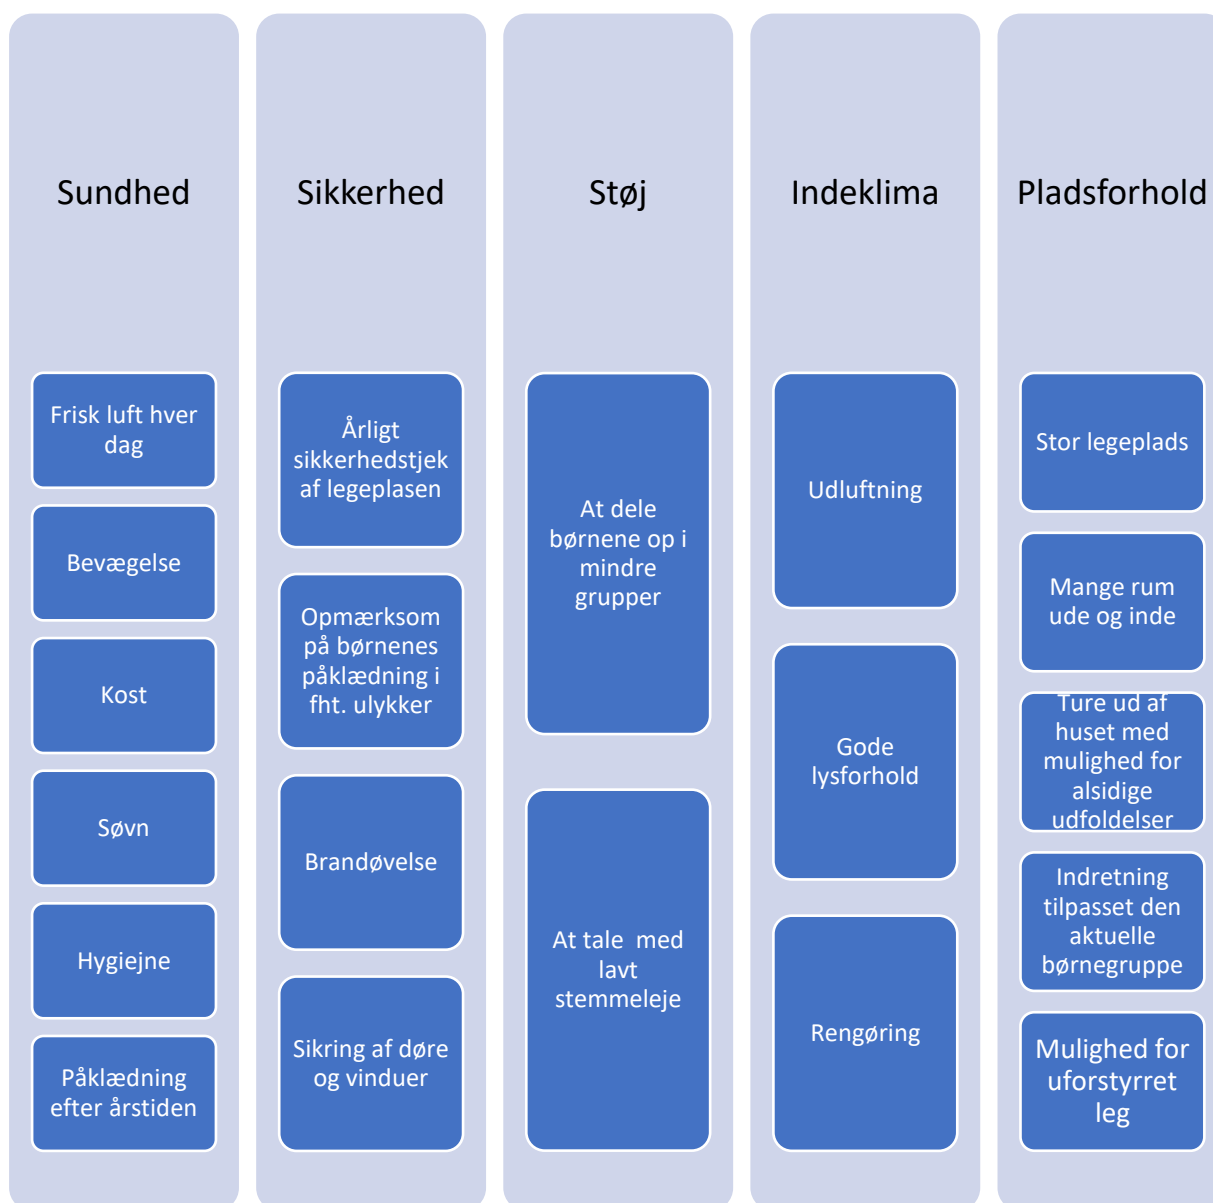 Sundhed
Frisk luft hver
dag
Bevægelse
Kost
Søvn
Hygiejne
Påklædning
efter årstiden
Sikkerhed
Årligt
sikkerhedstjek
af legeplasen
Opmærksom
på børnenes
påklædning i
fht. ulykker
Brandøvelse
Sikring af døre
og vinduer
Støj
At dele
børnene op i
mindre
grupper
At tale  med
lavt
stemmeleje
Indeklima
Udluftning
Gode
lysforhold
Rengøring
Pladsforhold
Stor legeplads
Mange rum
ude og inde
Ture ud af
huset med
mulighed for
alsidige
udfoldelser
Indretning
tilpasset den
aktuelle
børnegruppe
Mulighed for
uforstyrret
leg